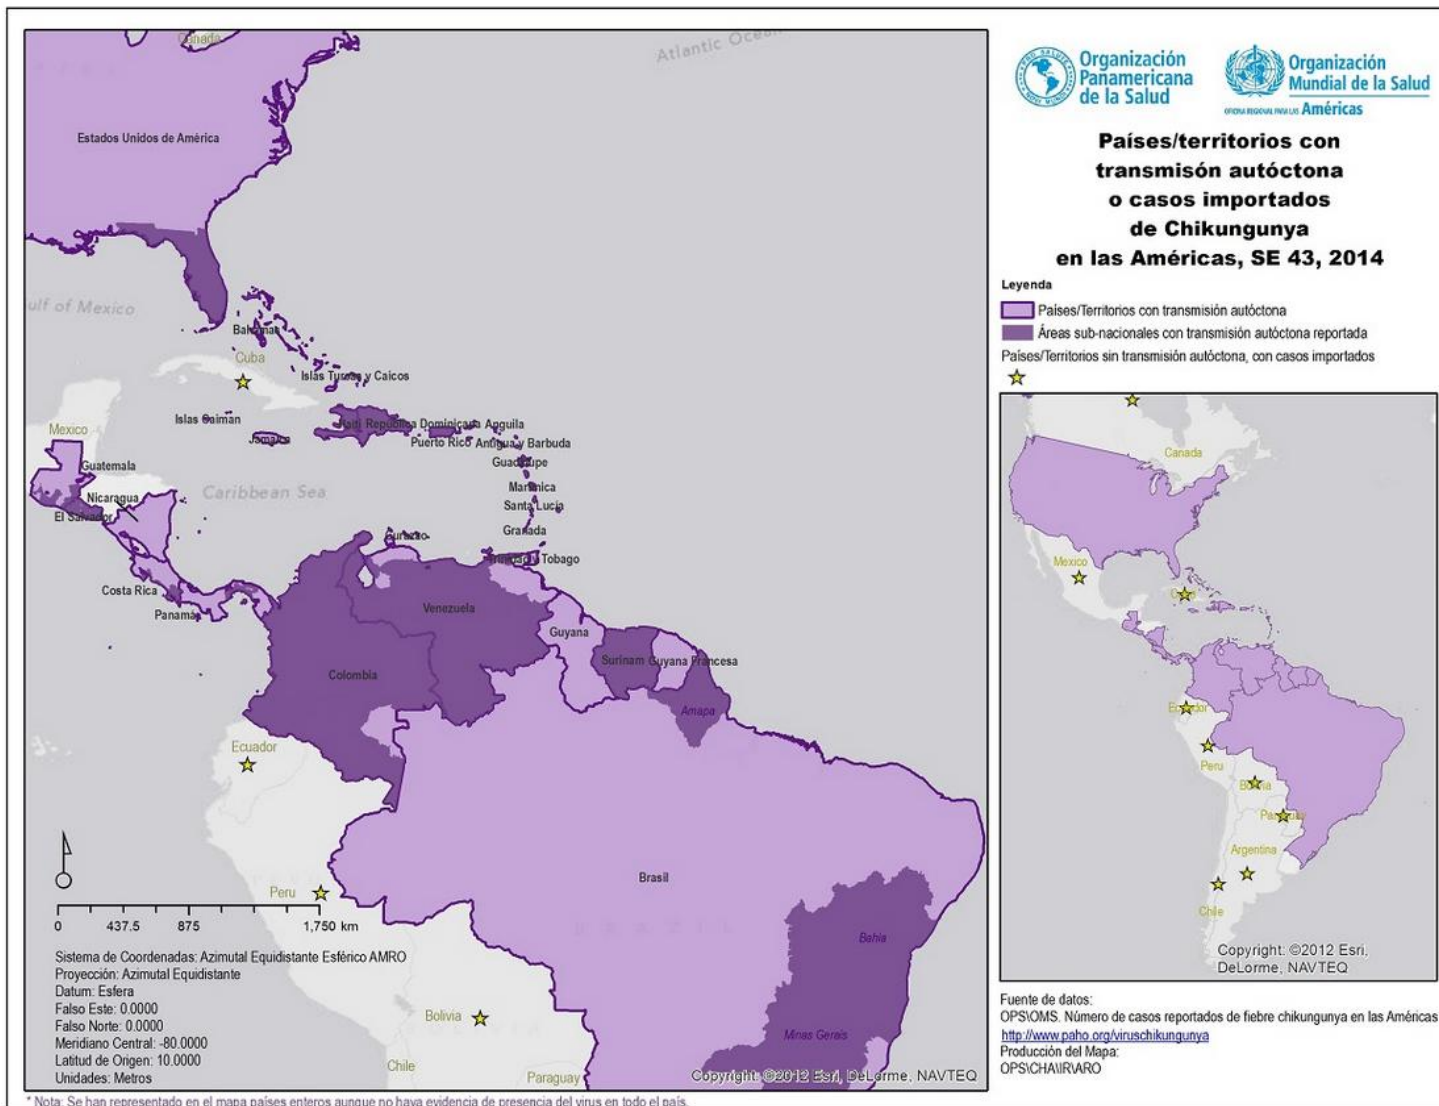 Canada
Atlantic Ocean
Estados Unidos de América
Gulf of Mexico
Bahamas
Cuba
Islas Turcas y Caicos
Islas Caiman
Haiti República Dominicana Anguila
Jamaica
Puerto Rico Antigua y Barbuda
Mexico
Guatemala
Guadalupe
Nicaragua
Caribbean Sea
Martinica
Santa Lucía
El Salvador
Granada
Curazao
Trinidad y Tobago
Costa Rica
Panamá
Venezuela
Guyana
Surinam Guyana Francesa
Colombia
Amapa
Ecuador
Brasil
Peru
BRAZIL
Bahia
0 437.5 875 1,750 km
Sistema de Coordenadas: Azimutal Equidistante Esférico AMRO
Proyección: Azimutal Equidistante
Datum: Esfera
Falso Este: 0.0000
Falso Norte: 0.0000
Meridiano Central: -80.0000
Latitud de Origen: 10.0000
Unidades: Metros
Bolivia
Minas Gerais
Chile
Paraguay
Copyright: ©2012 Esri, DeLorme, NAVTEQ
* Nota: Se han representado en el mapa países enteros aunque no haya evidencia de presencia del virus en todo el país.
Organización
Panamericana
de la Salud
Organización
Mundial de la Salud
OFICINA REGIONAL PARA LAS Américas
Países/territorios con
transmisón autóctona
o casos importados
de Chikungunya
en las Américas, SE 43, 2014
Leyenda
Países/Territorios con transmisión autóctona
Áreas sub-nacionales con transmisión autóctona reportada
Países/Territorios sin transmisión autóctona, con casos importados
Canada
Mexico
Cuba
Ecuador
Peru
Bolivia
Paraguay
Argentina
Chile
Copyright: ©2012 Esri,
DeLorme, NAVTEQ
Fuente de datos:
OPS\OMS. Número de casos reportados de fiebre chikungunya en las Américas
http://www.paho.org/viruschikungunya
Producción del Mapa:
OPS\CHA\IR\ARO